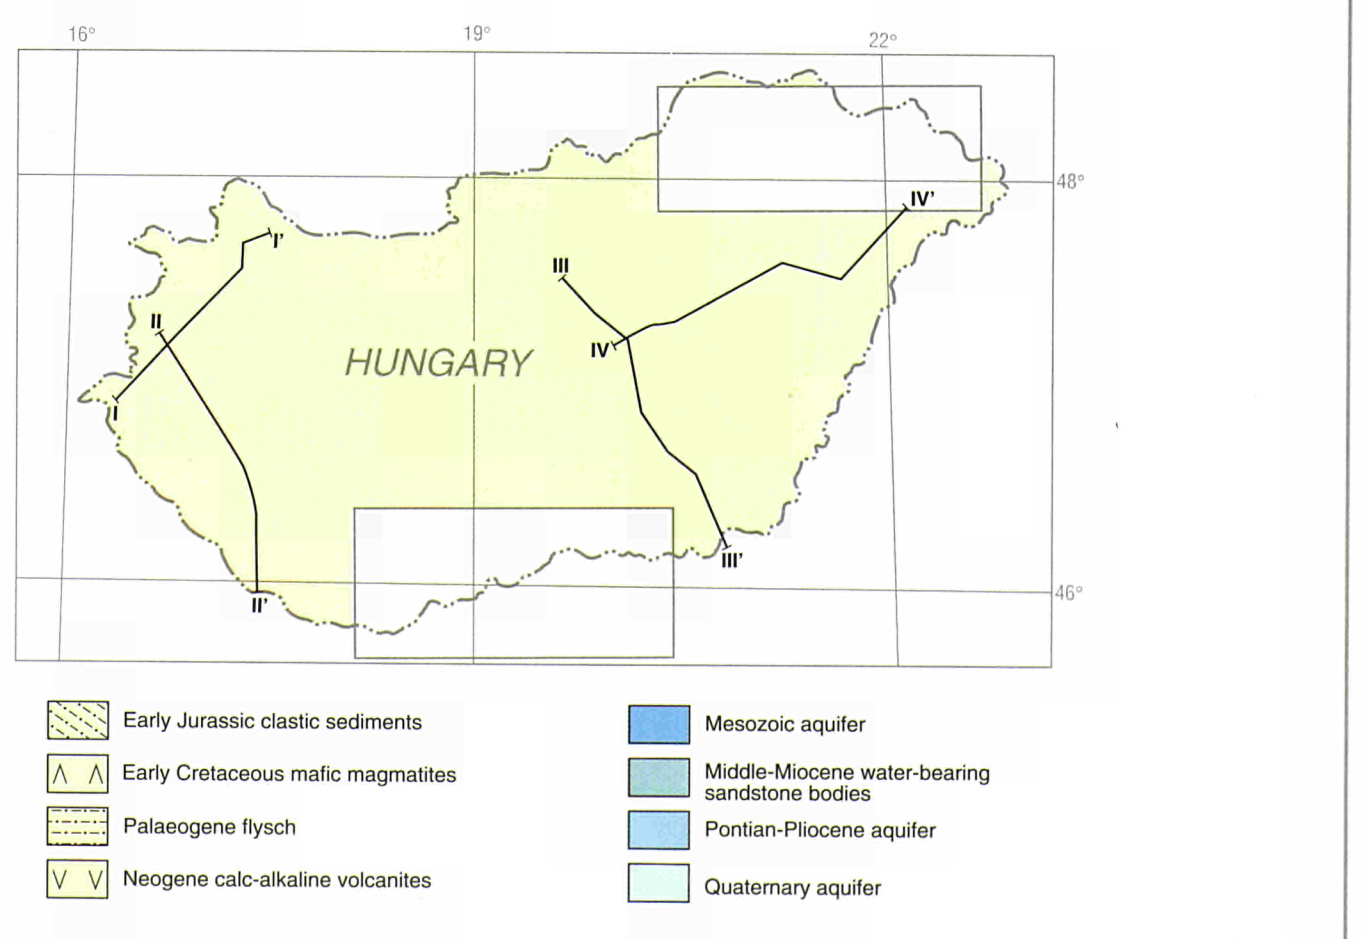 16°
19°
22°
48°
IV'
I'
III
II
IV
HUNGARY
I
III'
46°
II'
Early Jurassic clastic sediments
Early Cretaceous mafic magmatites
Palaeogene flysch
Neogene calc-alkaline volcanites
Mesozoic aquifer
Middle-Miocene water-bearing
sandstone bodies
Pontian-Pliocene aquifer
Quaternary aquifer